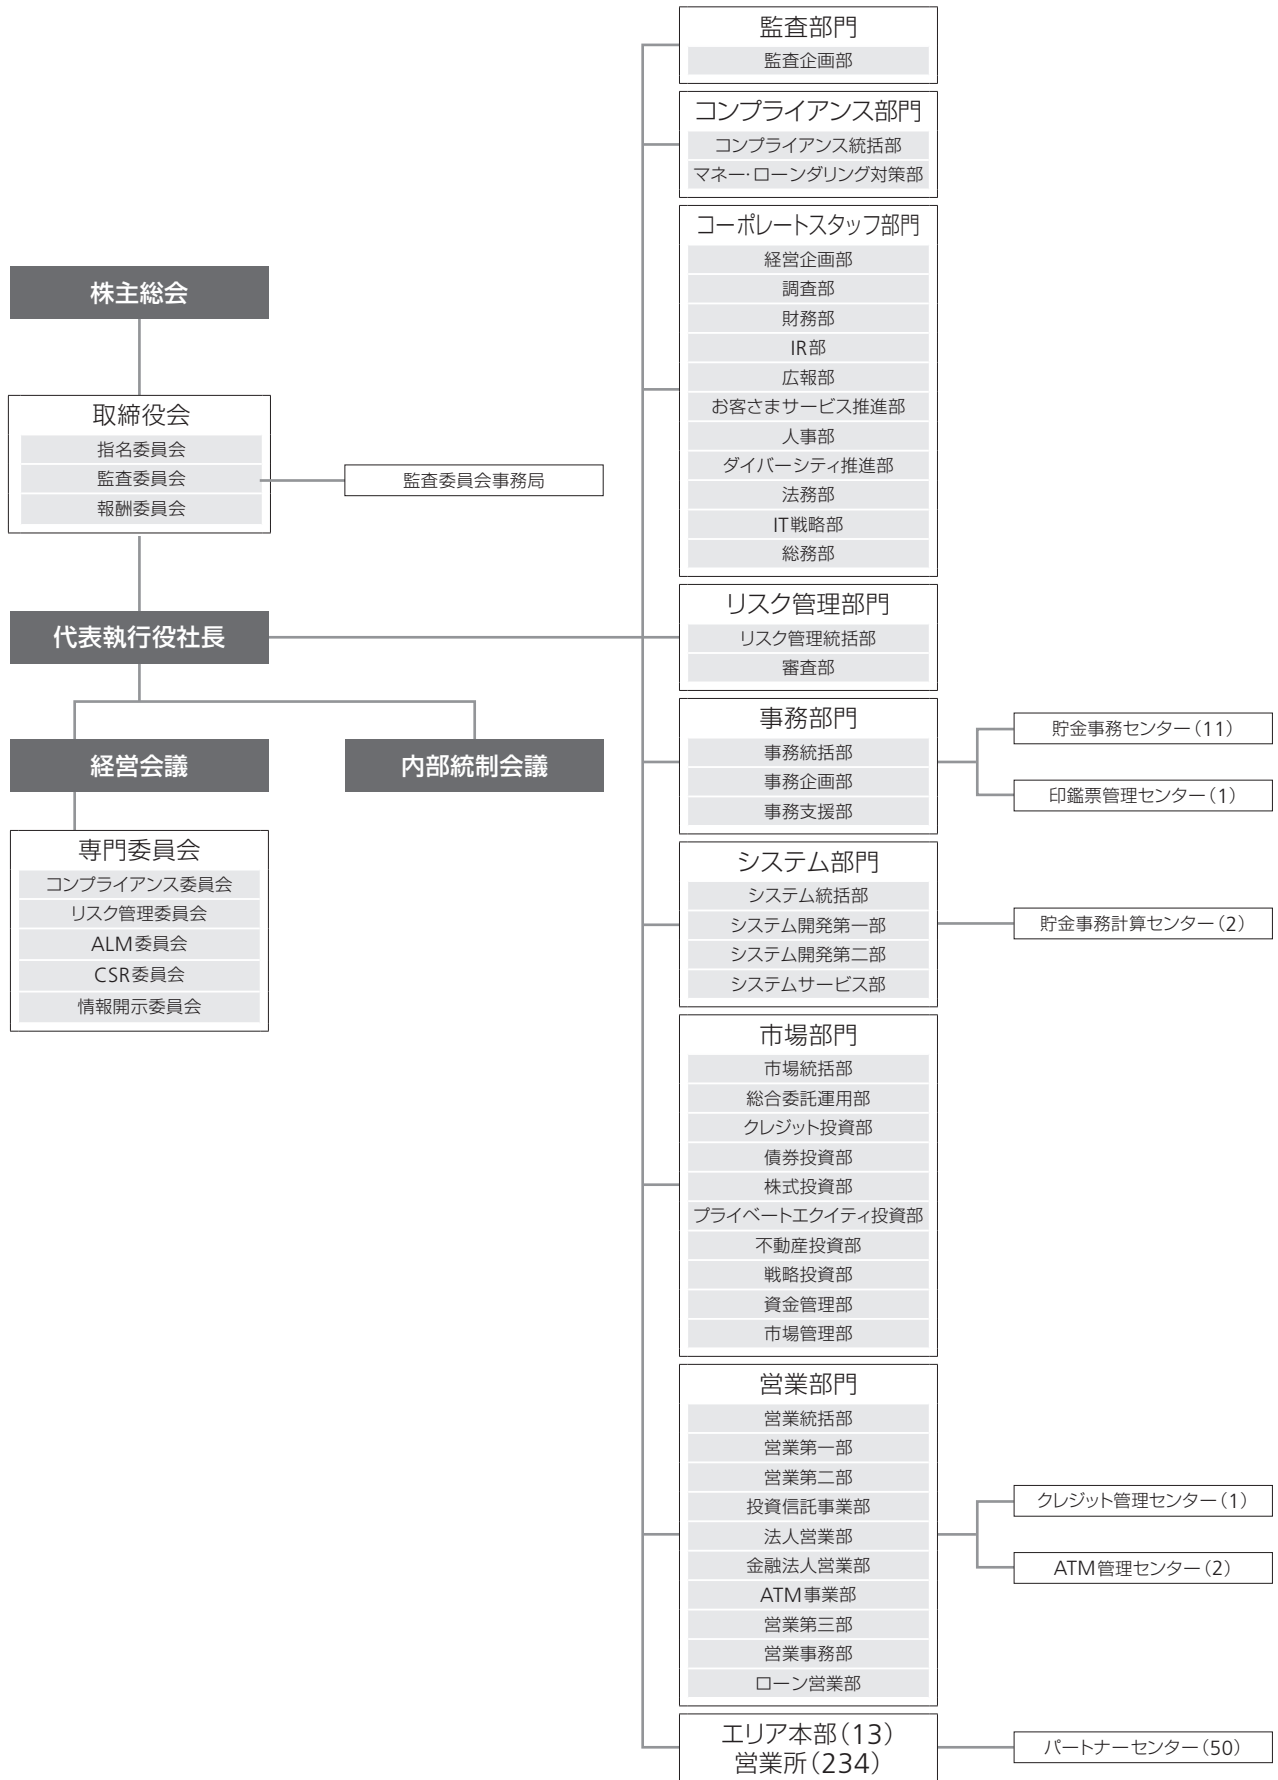 株主総会
取締役会
指名委員会
監査委員会
報酬委員会
監査委員会事務局
代表執行役社長
経営会議
内部統制会議
専門委員会
コンプライアンス委員会
リスク管理委員会
ALM委員会
CSR委員会
情報開示委員会
監査部門
監査企画部
コンプライアンス部門
コンプライアンス統括部
マネー・ローンダリング対策部
コーポレートスタッフ部門
経営企画部
調査部
財務部
IR部
広報部
お客さまサービス推進部
人事部
ダイバーシティ推進部
法務部
IT戦略部
総務部
リスク管理部門
リスク管理統括部
審査部
事務部門
事務統括部
事務企画部
事務支援部
貯金事務センター(11)
印鑑票管理センター(1)
システム部門
システム統括部
システム開発第一部
システム開発第二部
システムサービス部
貯金事務計算センター(2)
市場部門
市場統括部
総合委託運用部
クレジット投資部
債券投資部
株式投資部
プライベートエクイティ投資部
不動産投資部
戦略投資部
資金管理部
市場管理部
営業部門
営業統括部
営業第一部
営業第二部
投資信託事業部
法人営業部
金融法人営業部
ATM事業部
営業第三部
営業事務部
ローン営業部
クレジット管理センター(1)
ATM管理センター(2)
エリア本部(13)
営業所(234)
パートナーセンター(50)